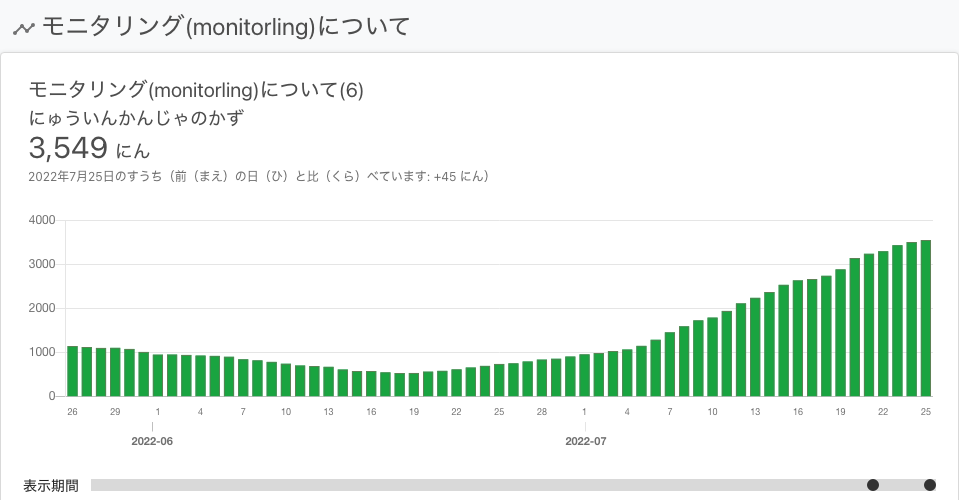 モニタリング(monitorling)について
モニタリング(monitorling)について(6)
にゅういんかんじゃのかず
3,549 にん
2022年7月25日のすうち（前（まえ）の日（ひ）と比（くら）べています: +45 にん）
4000
3000
2000
1000
0
26 29 1 4 7 10 13 16 19 22 25 28 1 4 7 10 13 16 19 22 25
2022-06 2022-07
表示期間